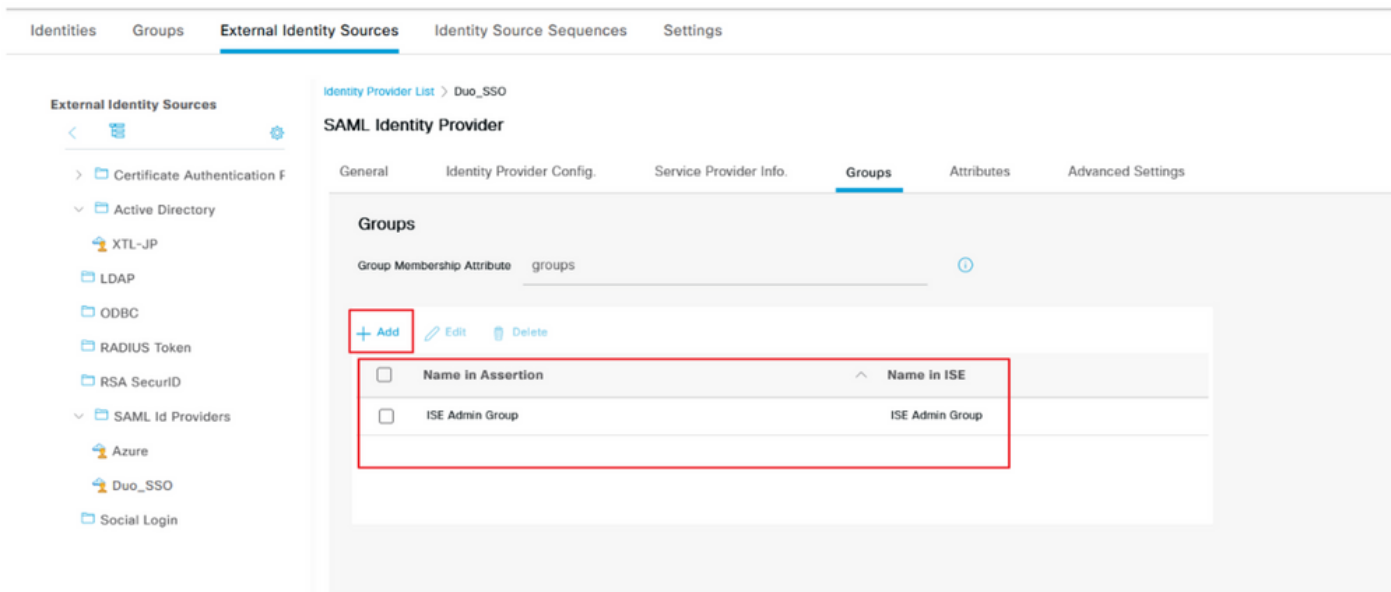 Identities Groups External Identity Sources Identity Source Sequences Settings
External Identity Sources
Certificate Authentication F
Active Directory
XTL-JP
LDAP
ODBC
RADIUS Token
RSA SecurID
SAML Id Providers
Azure
Duo_SSO
Social Login
Identity Provider List > Duo_SSO
SAML Identity Provider
General Identity Provider Config. Service Provider Info. Groups Attributes Advanced Settings
Groups
Group Membership Attribute groups
+ Add Edit Delete
Name in Assertion Name in ISE
ISE Admin Group ISE Admin Group